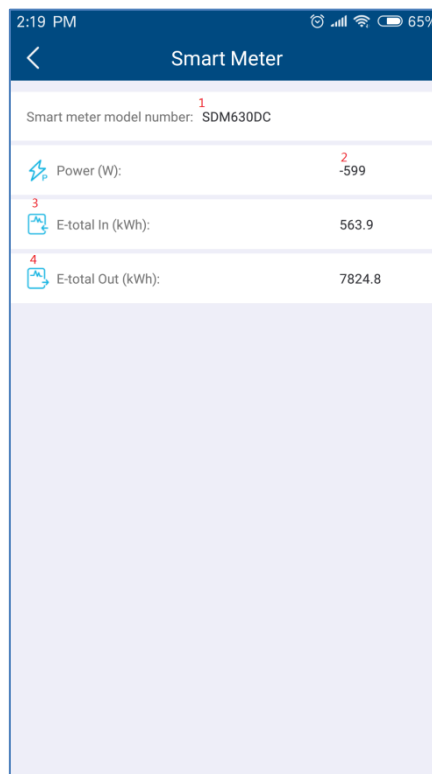 2:19 PM 65%
Smart Meter
1
Smart meter model number: SDM630DC
2
P Power (W): -599
3
E-total In (kWh): 563.9
4
E-total Out (kWh): 7824.8